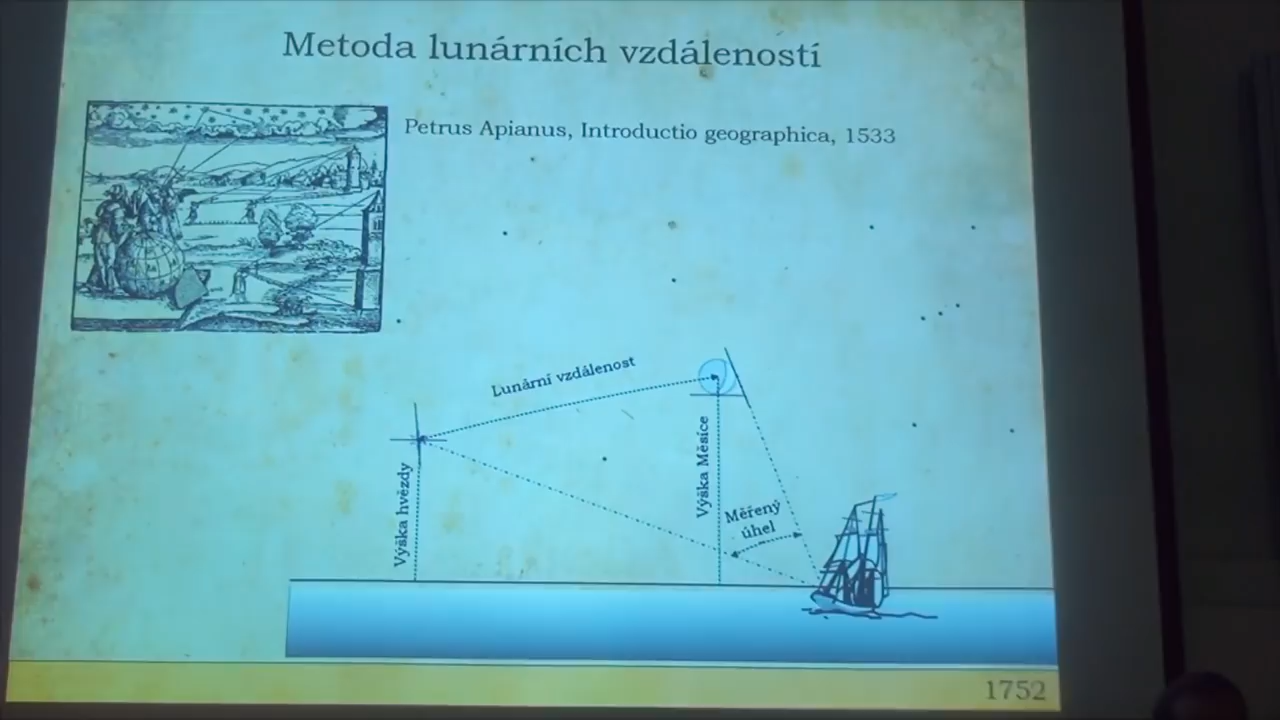 Metoda lunárních vzdáleností
Petrus Apianus, Introductio geographica, 1533
Lunární vzdálenost
Výška hvězdy
Výška Měsíce
Měřený
úhel
1752